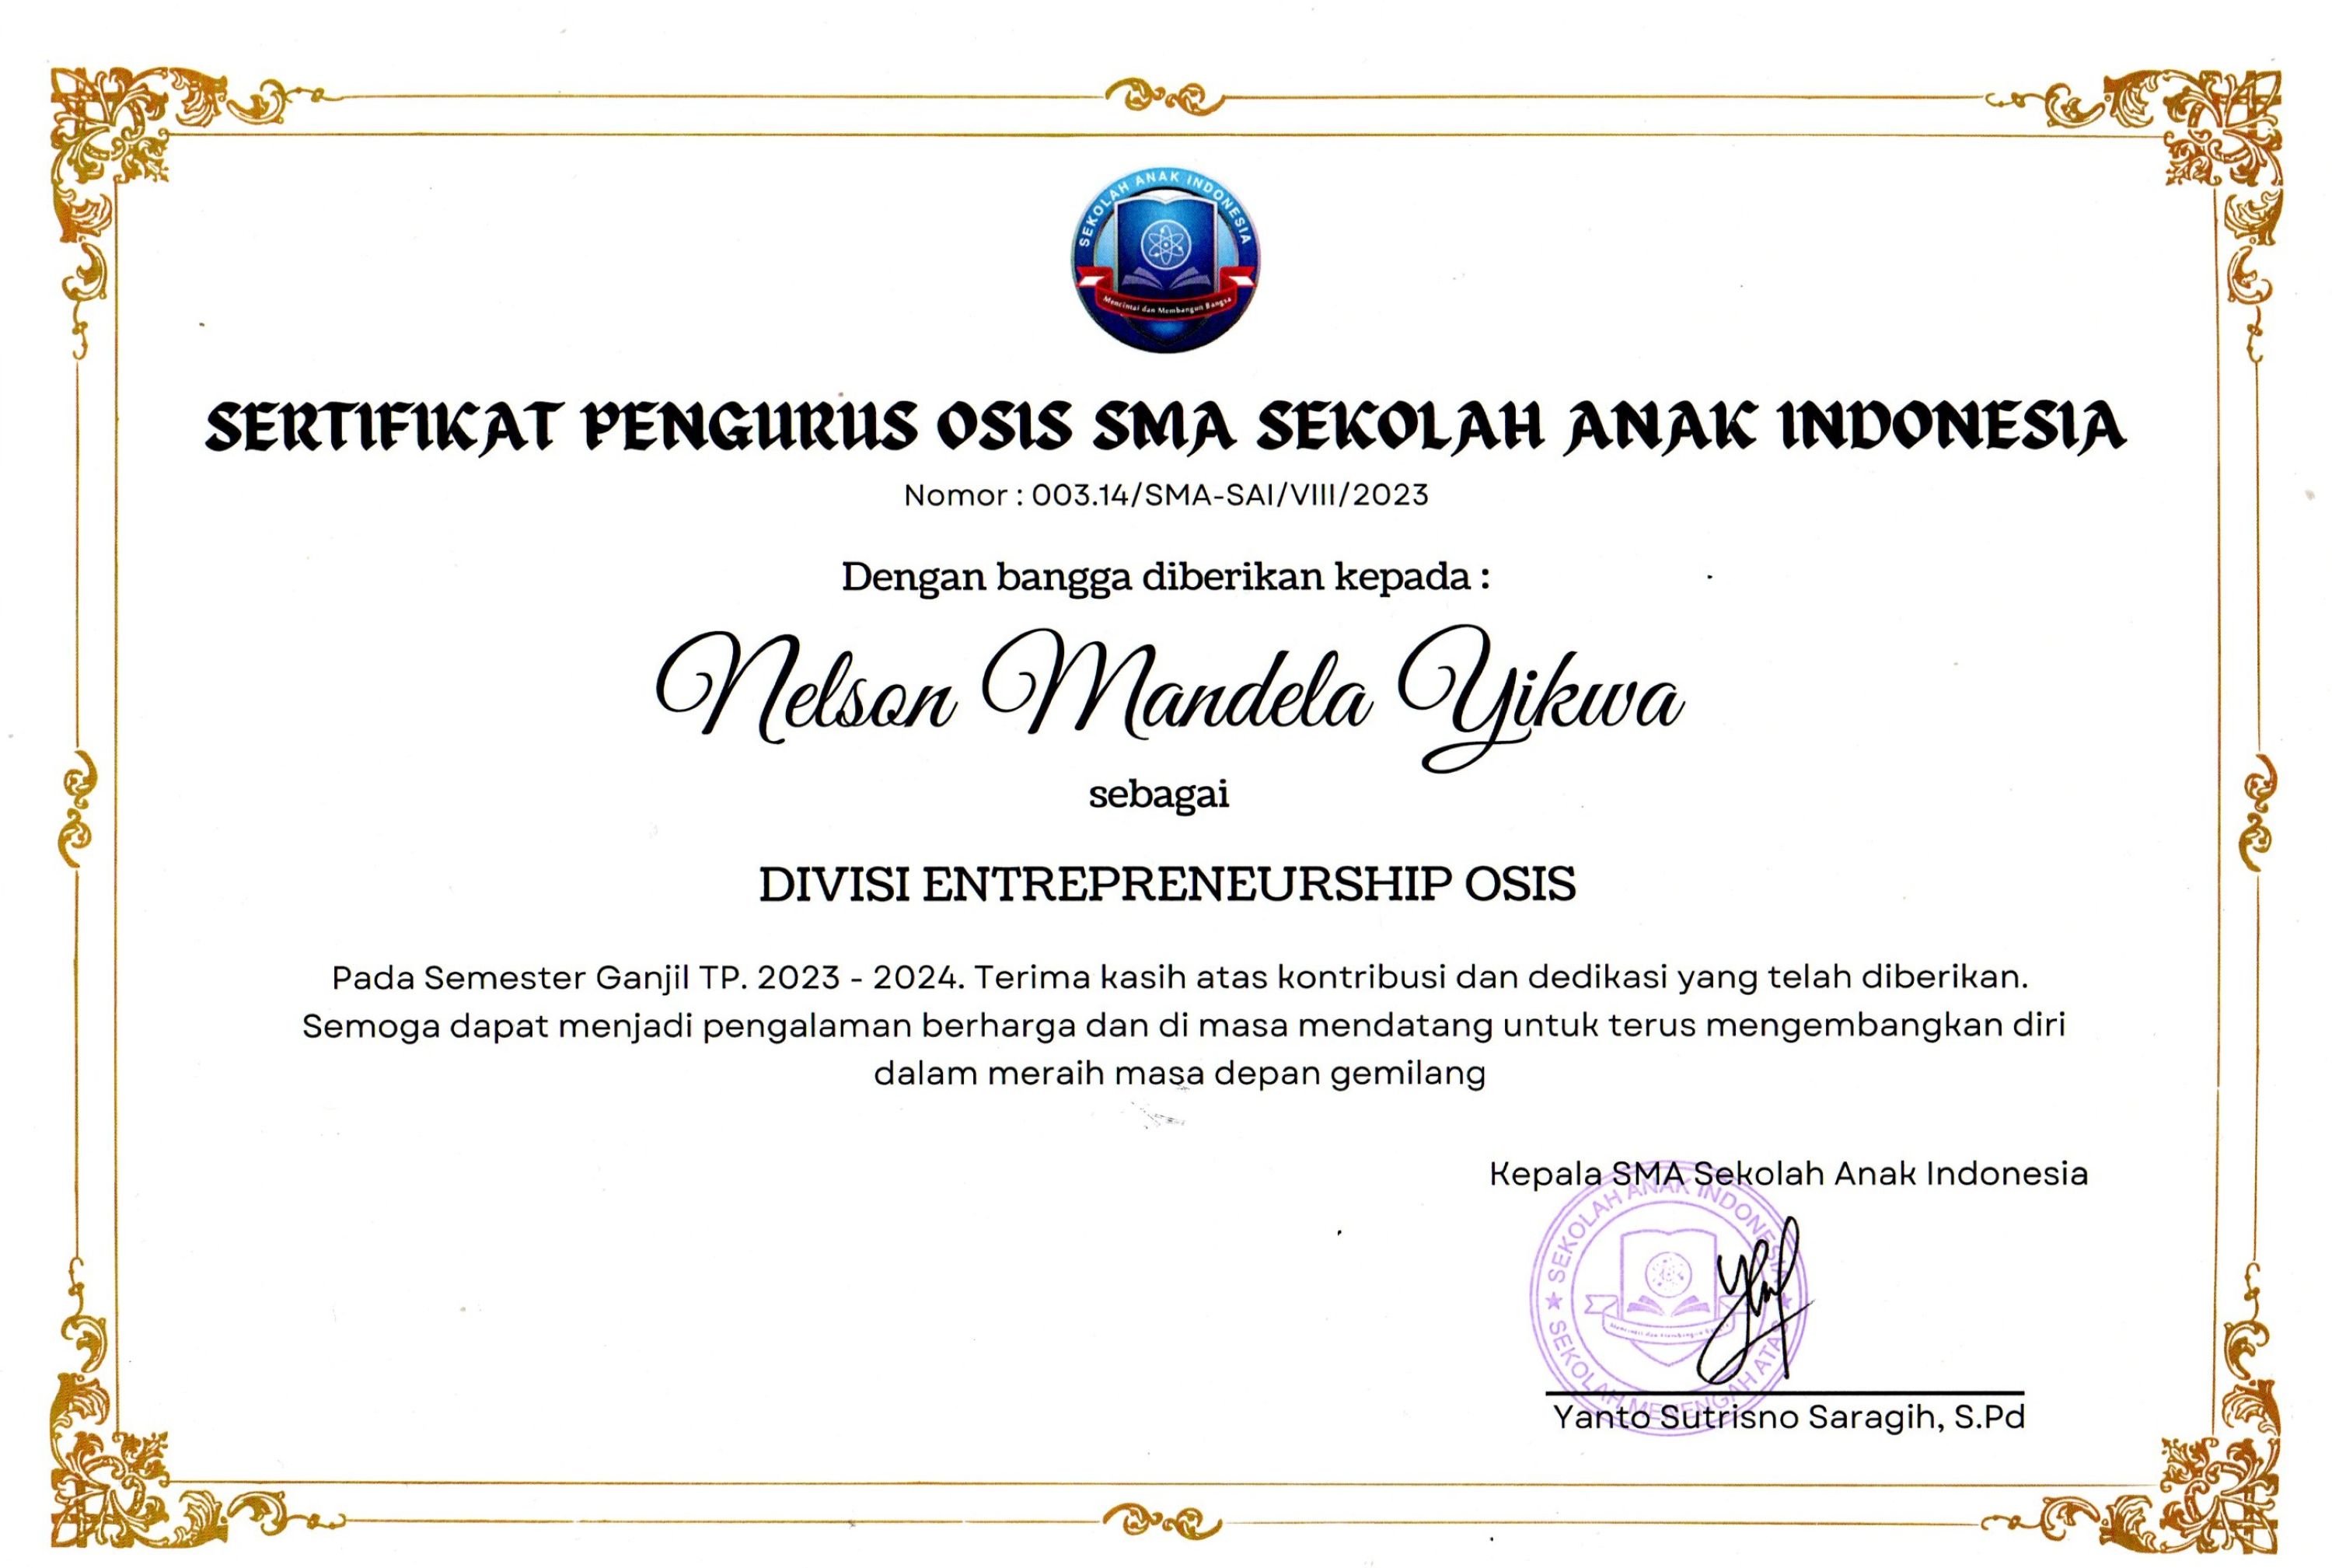 SEKOLAH ANAK INDONESIA
Mencintai dan Membangun Bangsa
SERTIFIKAT PENGURUS OSIS SMA SEKOLAH ANAK INDONESIA
Nomor : 003.14/SMA-SAI/VIII/2023
Dengan bangga diberikan kepada :
Nelson Mandela Yikwa
sebagai
DIVISI ENTREPRENEURSHIP OSIS
Pada Semester Ganjil TP. 2023 - 2024. Terima kasih atas kontribusi dan dedikasi yang telah diberikan.
Semoga dapat menjadi pengalaman berharga dan di masa mendatang untuk terus mengembangkan diri
dalam meraih masa depan gemilang
Kepala SMA Sekolah Anak Indonesia
SEKOLAH ANAK INDONESIA
Mencintai dan Membangun Bangsa
SEKOLAH MENENGAH ATAS
Yanto Sutrisno Saragih, S.Pd